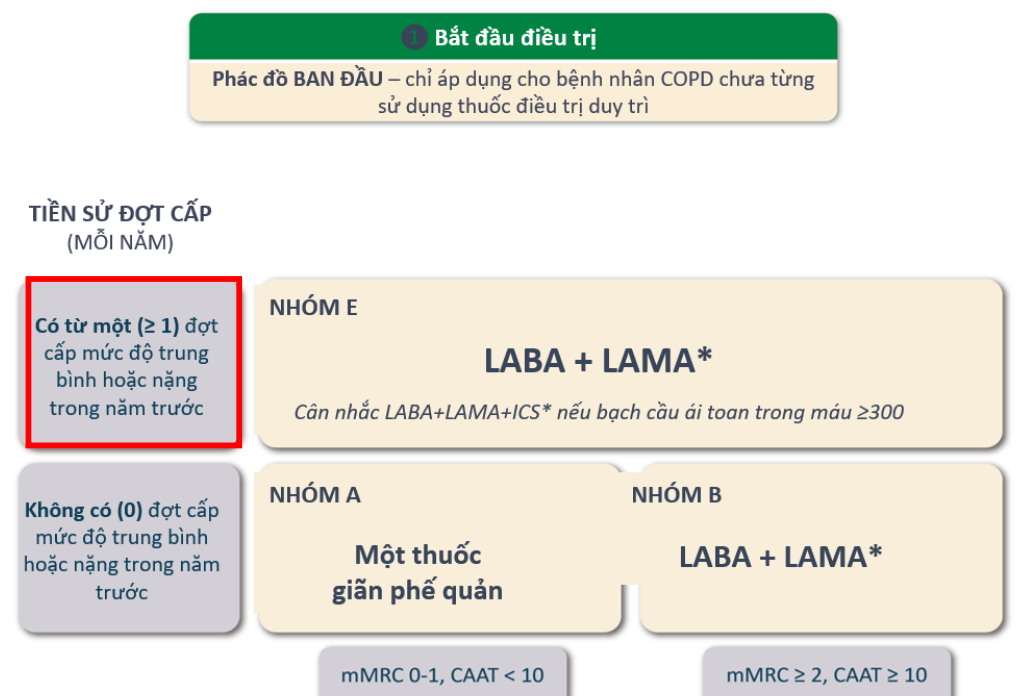 1 Bắt đầu điều trị
Phác đồ BAN ĐẦU – chỉ áp dụng cho bệnh nhân COPD chưa từng
sử dụng thuốc điều trị duy trì
TIỀN SỬ ĐỢT CẤP
(MỖI NĂM)
Có từ một (≥ 1) đợt
cấp mức độ trung
bình hoặc nặng
trong năm trước
NHÓM E
LABA + LAMA*
Cân nhắc LABA+LAMA+ICS* nếu bạch cầu ái toan trong máu ≥300
Không có (0) đợt cấp
mức độ trung bình
hoặc nặng trong năm
trước
NHÓM A
Một thuốc
giãn phế quản
NHÓM B
LABA + LAMA*
mMRC 0-1, CAAT < 10
mMRC ≥ 2, CAAT ≥ 10